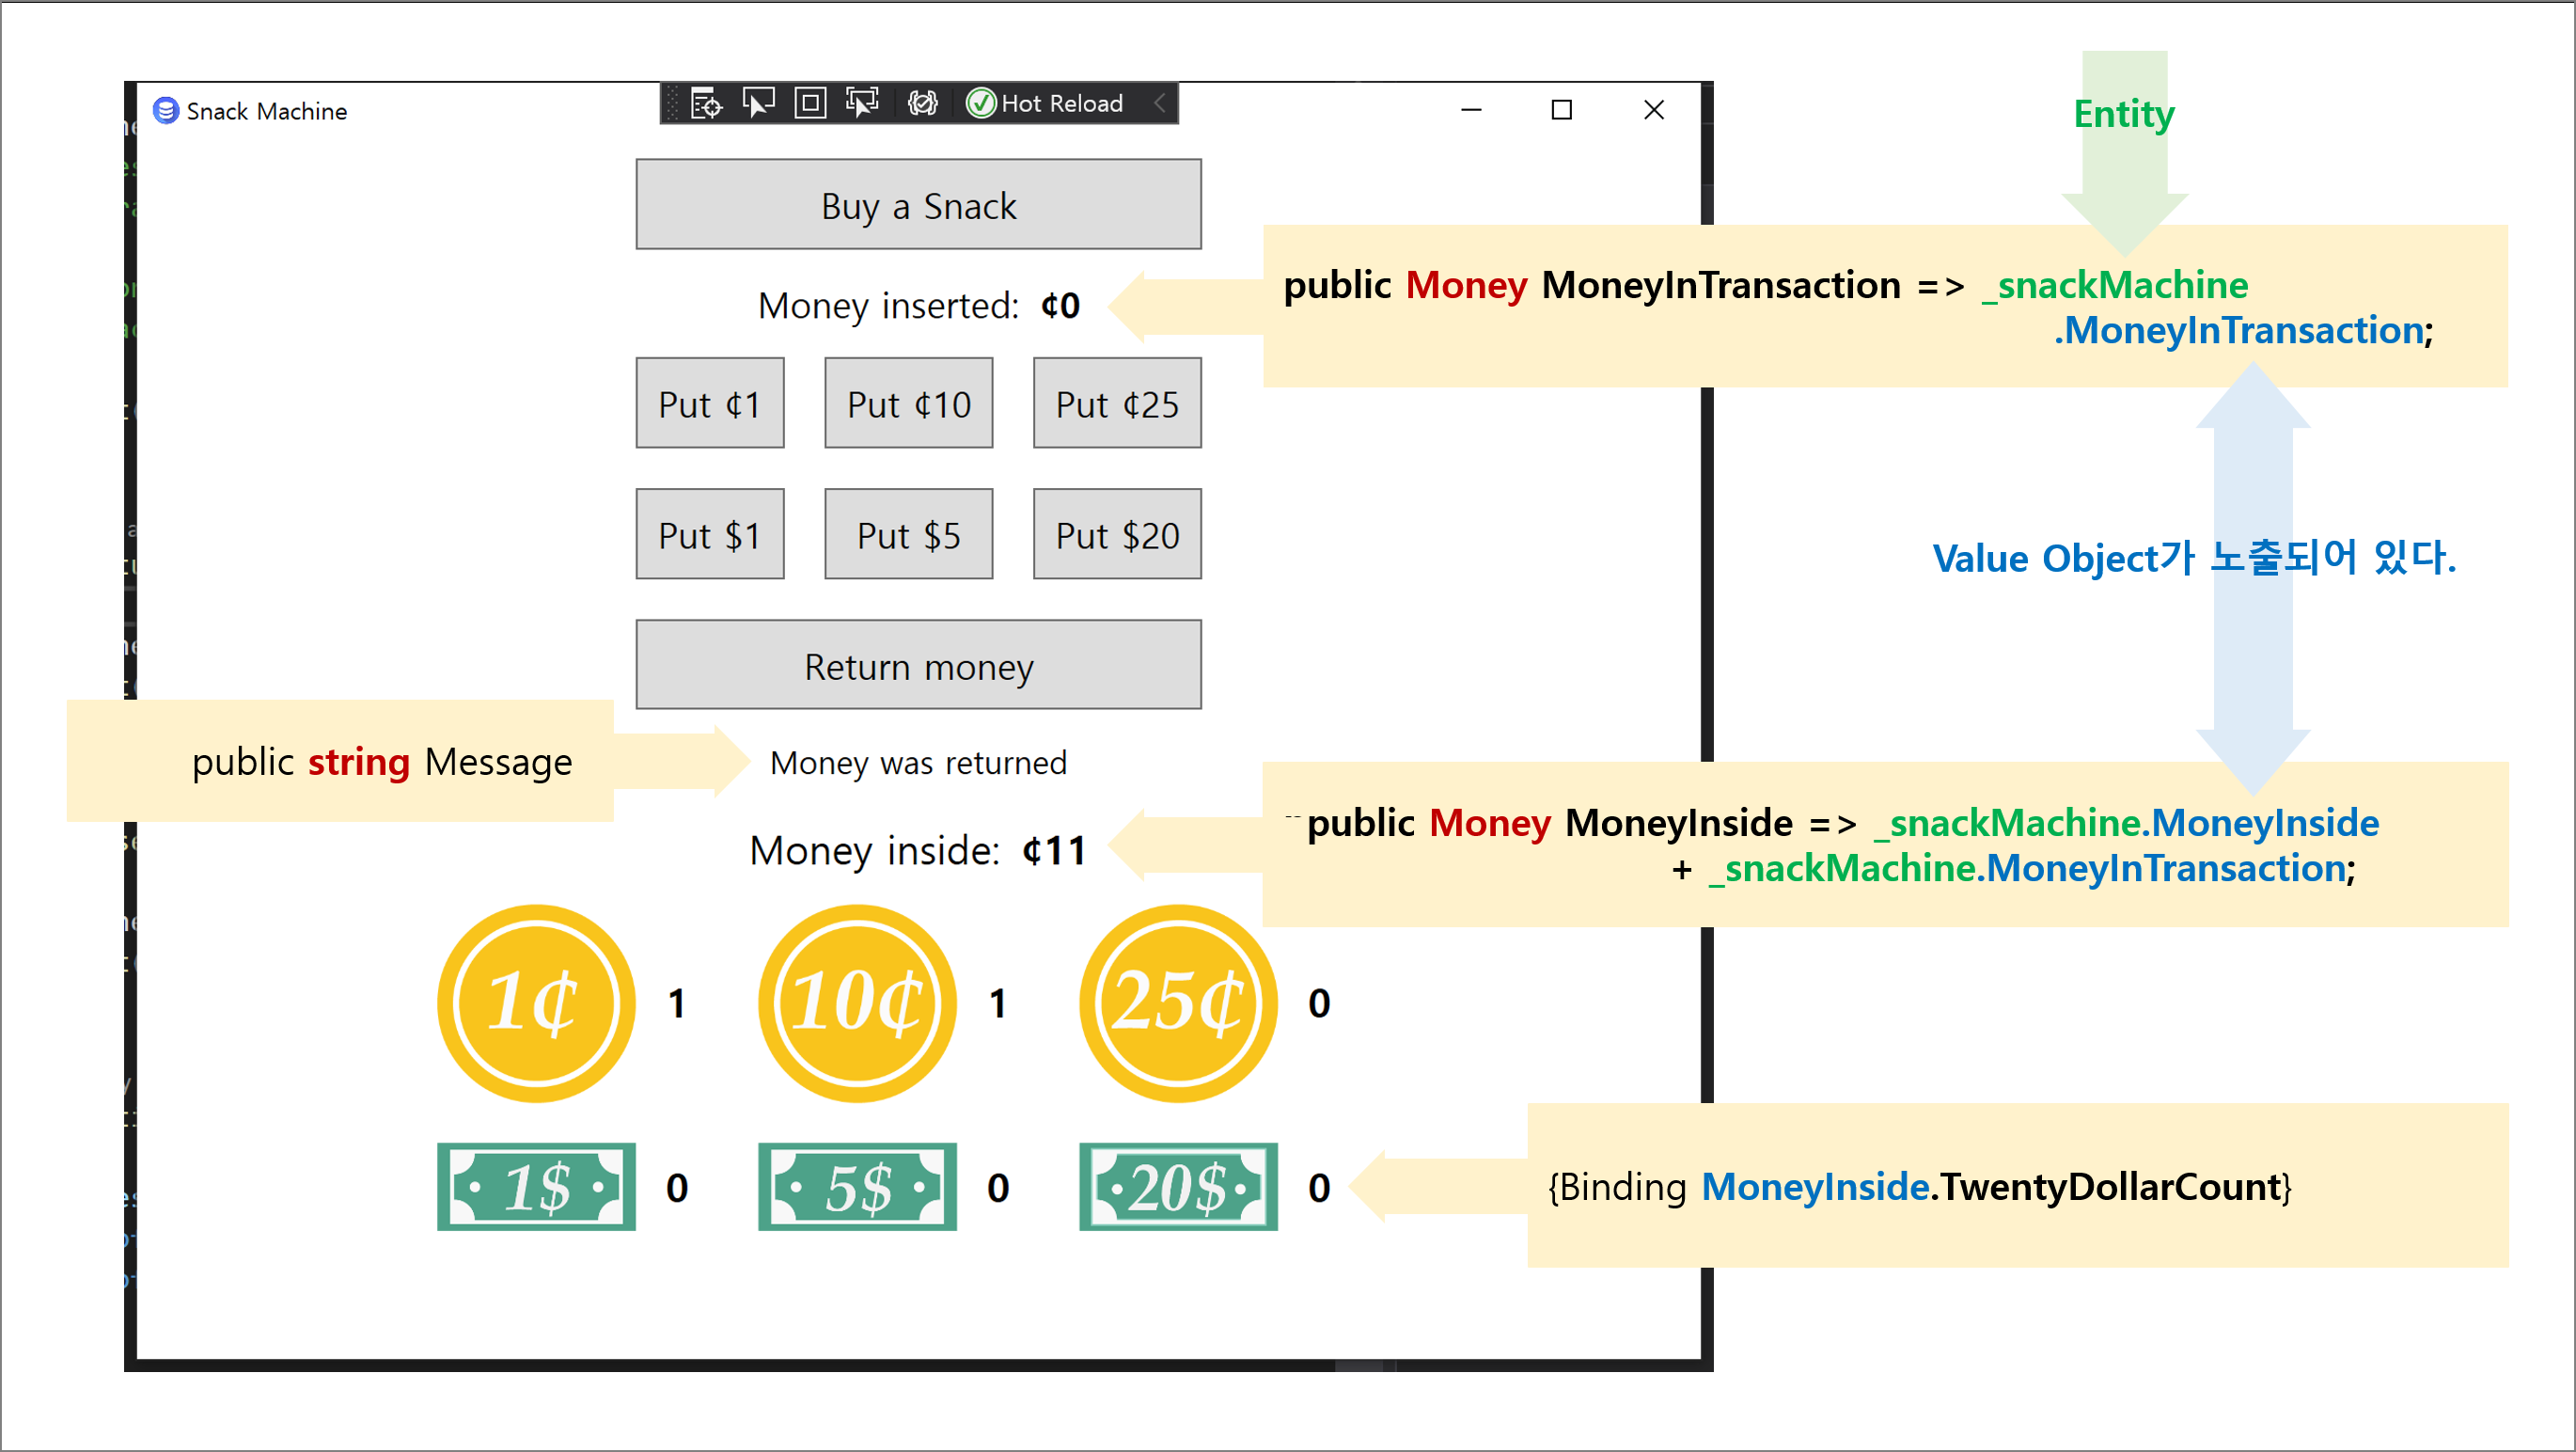 Snack Machine
Hot Reload
Entity
Buy a Snack
Money inserted: ¢0
public Money MoneyInTransaction => _snackMachine
.MoneyInTransaction;
Put ¢1
Put ¢10
Put ¢25
Put $1
Put $5
Put $20
Value Object가 노출되어 있다.
Return money
public string Message
Money was returned
Money inside: ¢11
public Money MoneyInside => _snackMachine.MoneyInside
+ _snackMachine.MoneyInTransaction;
1¢ 1
10¢ 1
25¢ 0
1$ 0
5$ 0
20$ 0
{Binding MoneyInside.TwentyDollarCount}